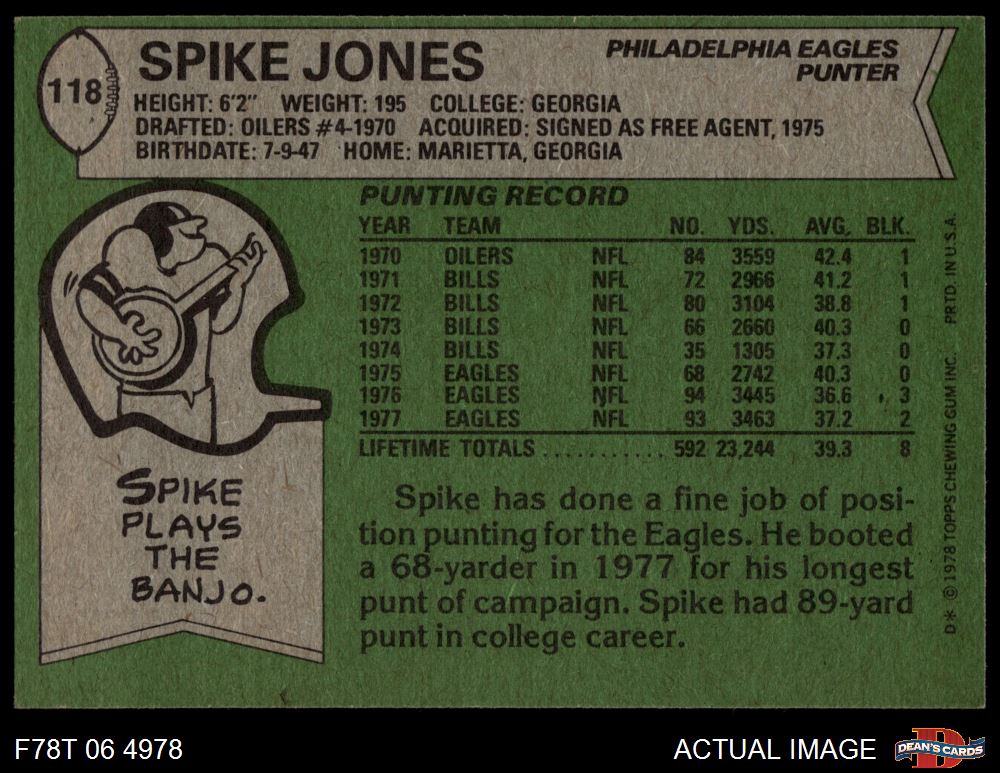 118
SPIKE JONES
PHILADELPHIA EAGLES
PUNTER
HEIGHT: 6'2" WEIGHT: 195 COLLEGE: GEORGIA
DRAFTED: OILERS #4-1970 ACQUIRED: SIGNED AS FREE AGENT, 1975
BIRTHDATE: 7-9-47 HOME: MARIETTA, GEORGIA
PUNTING RECORD
YEAR TEAM NO. YDS. AVG. BLK.
1970 OILERS NFL 84 3559 42.4 1
1971 BILLS NFL 72 2966 41.2 1
1972 BILLS NFL 80 3104 38.8 1
1973 BILLS NFL 66 2660 40.3 0
1974 BILLS NFL 35 1305 37.3 0
1975 EAGLES NFL 68 2742 40.3 0
1976 EAGLES NFL 94 3445 36.6 3
1977 EAGLES NFL 93 3463 37.2 2
LIFETIME TOTALS ........... 592 23,244 39.3 8
SPIKE
PLAYS
THE
BANJO.
Spike has done a fine job of posi-
tion punting for the Eagles. He booted
a 68-yarder in 1977 for his longest
punt of campaign. Spike had 89-yard
punt in college career.
D* © 1978 TOPPS CHEWING GUM INC. PRTD. IN U.S.A.
F78T 06 4978
ACTUAL IMAGE
DEAN'S CARDS